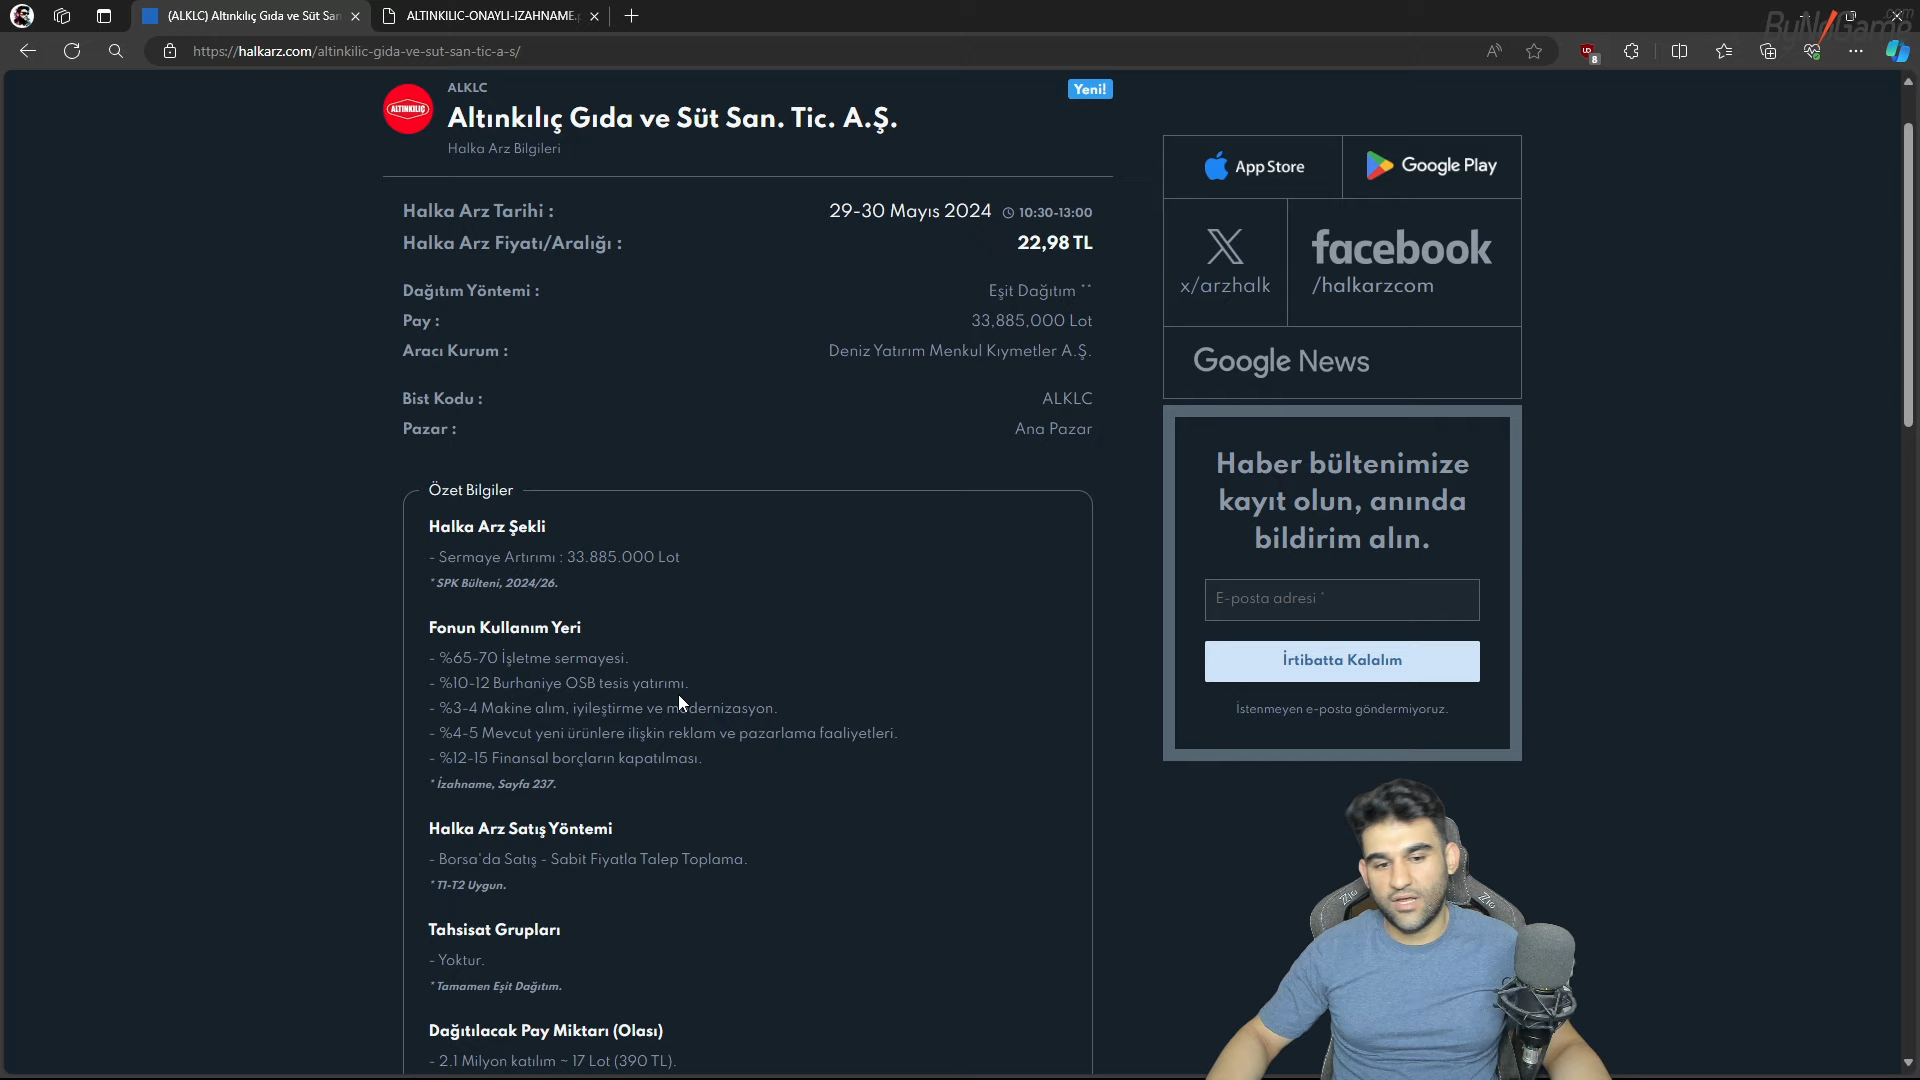 (ALKLC) Altınkılıç Gıda ve Süt San
ALTINKILIC-ONAYLI-IZAHNAME.p
ByNoGame.com
https://halkarz.com/altinkilic-gida-ve-sut-san-tic-a-s/
8
ALTINKILIÇ
ALKLC
Yeni!
Altınkılıç Gıda ve Süt San. Tic. A.Ş.
Halka Arz Bilgileri
Halka Arz Tarihi : 29-30 Mayıs 2024 10:30-13:00
Halka Arz Fiyatı/Aralığı : 22,98 TL
Dağıtım Yöntemi : Eşit Dağıtım **
Pay : 33,885,000 Lot
Aracı Kurum : Deniz Yatırım Menkul Kıymetler A.Ş.
Bist Kodu : ALKLC
Pazar : Ana Pazar
Özet Bilgiler
Halka Arz Şekli
- Sermaye Artırımı : 33.885.000 Lot
* SPK Bülteni, 2024/26.
Fonun Kullanım Yeri
- %65-70 İşletme sermayesi.
- %10-12 Burhaniye OSB tesis yatırımı.
- %3-4 Makine alım, iyileştirme ve modernizasyon.
- %4-5 Mevcut yeni ürünlere ilişkin reklam ve pazarlama faaliyetleri.
- %12-15 Finansal borçların kapatılması.
* İzahname, Sayfa 237.
Halka Arz Satış Yöntemi
- Borsa'da Satış - Sabit Fiyatla Talep Toplama.
* T1-T2 Uygun.
Tahsisat Grupları
- Yoktur.
* Tamamen Eşit Dağıtım.
Dağıtılacak Pay Miktarı (Olası)
- 2.1 Milyon katılım ~ 17 Lot (390 TL).
App Store
Google Play
x/arzhalk
facebook
/halkarzcom
Google News
Haber bültenimize
kayıt olun, anında
bildirim alın.
E-posta adresi *
İrtibatta Kalalım
İstenmeyen e-posta göndermiyoruz.